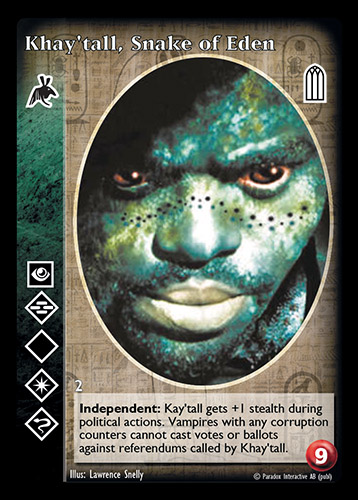 Khay'tall, Snake of Eden
2
Independent: Kay'tall gets +1 stealth during
political actions. Vampires with any corruption
counters cannot cast votes or ballots
against referendums called by Khay'tall.
9
Illus: Lawrence Snelly
© Paradox Interactive AB (publ)